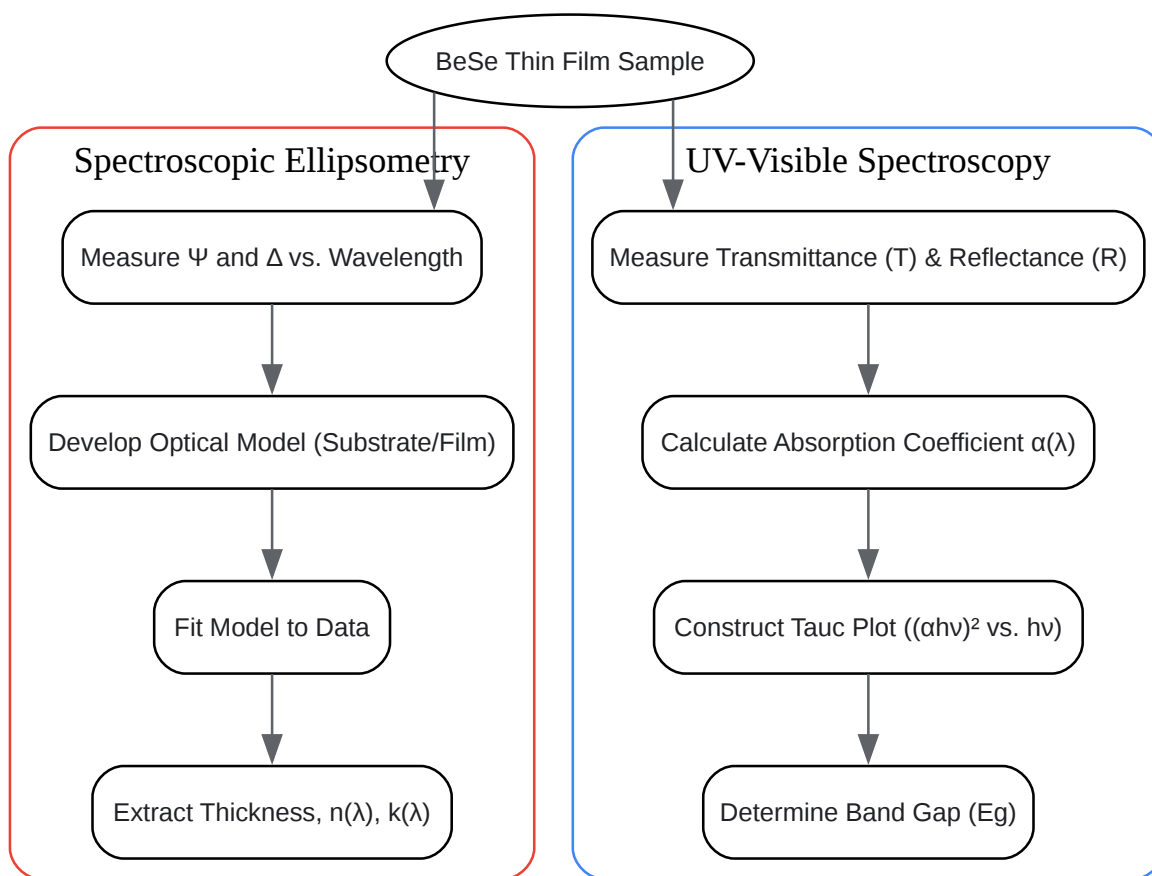 BeSe Thin Film Sample
Spectroscopic Ellipsometry
Measure Ψ and Δ vs. Wavelength
Develop Optical Model (Substrate/Film)
Fit Model to Data
Extract Thickness, n(λ), k(λ)
UV-Visible Spectroscopy
Measure Transmittance (T) & Reflectance (R)
Calculate Absorption Coefficient α(λ)
Construct Tauc Plot ((αhν)² vs. hν)
Determine Band Gap (Eg)